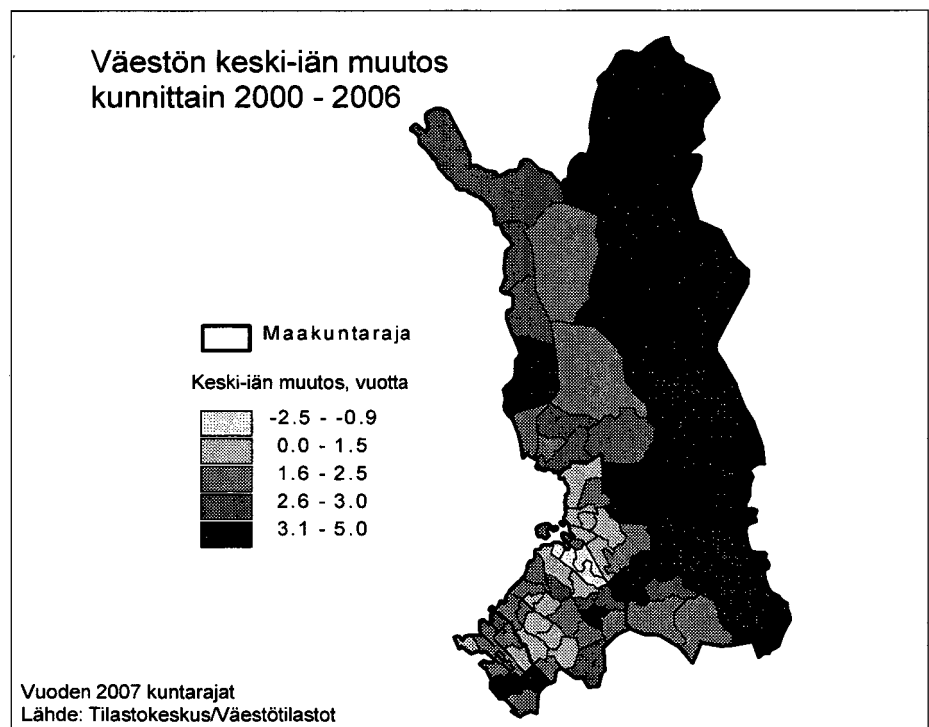 Väestön keski-iän muutos
kunnittain 2000 - 2006
Maakuntaraja
Keski-iän muutos, vuotta
-2.5 - -0.9
0.0 - 1.5
1.6 - 2.5
2.6 - 3.0
3.1 - 5.0
Vuoden 2007 kuntarajat
Lähde: Tilastokeskus/Väestötilastot